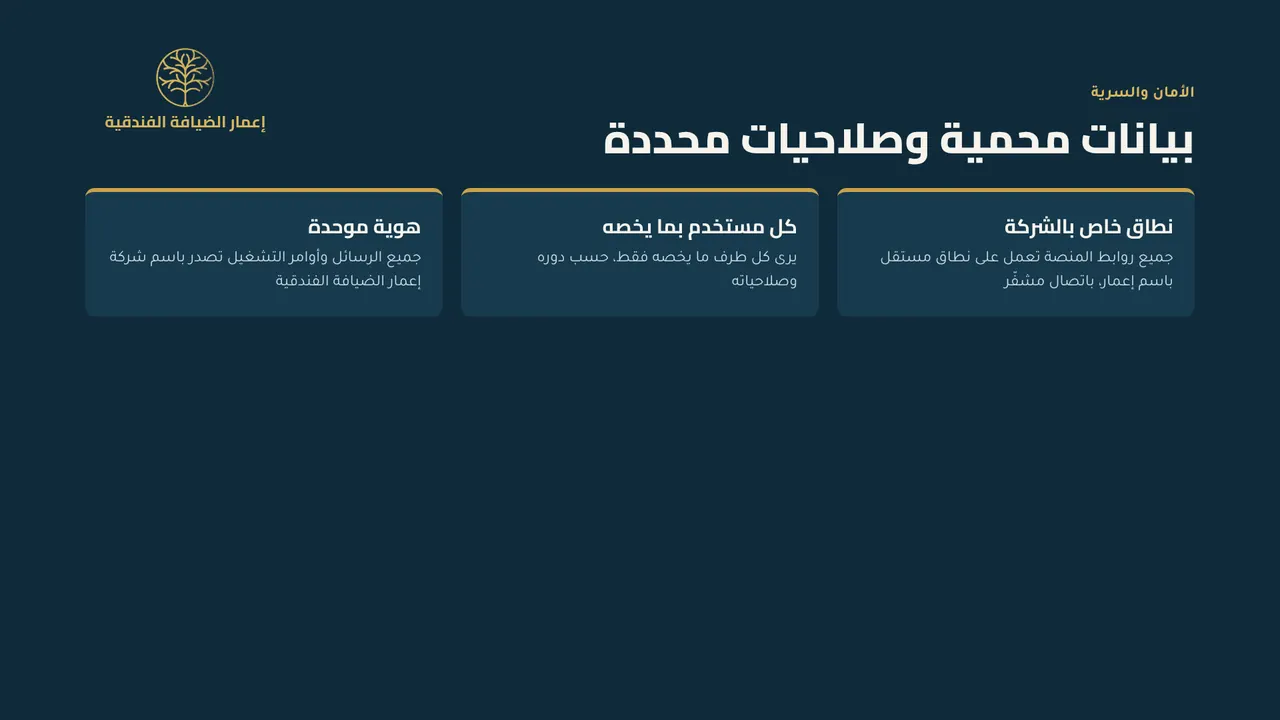 إعمار الضيافة الفندقية
الأمان والسرية
بيانات محمية وصلاحيات محددة
نطاق خاص بالشركة
جميع روابط المنصة تعمل على نطاق مستقل
باسم إعمار، باتصال مشفّر
كل مستخدم بما يخصه
يرى كل طرف ما يخصه فقط، حسب دوره
وصلاحياته
هوية موحدة
جميع الرسائل وأوامر التشغيل تصدر باسم شركة
إعمار الضيافة الفندقية